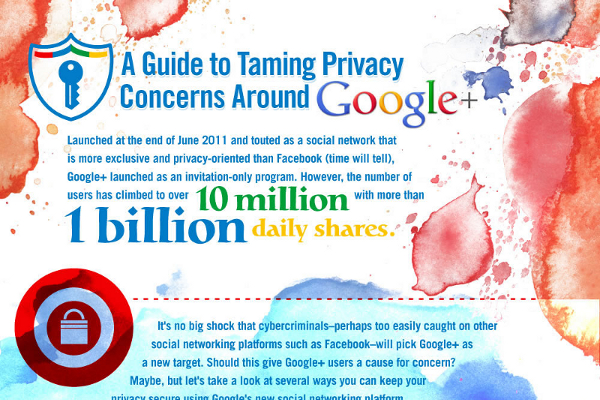 A Guide to Taming Privacy
Concerns Around Google+
Launched at the end of June 2011 and touted as a social network that
is more exclusive and privacy-oriented than Facebook (time will tell),
Google+ launched as an invitation-only program. However, the number of
users has climbed to over 10 million with more than
1 billion daily shares.
It's no big shock that cybercriminals–perhaps too easily caught on other
social networking platforms such as Facebook–will pick Google+ as
a new target. Should this give Google+ users a cause for concern?
Maybe, but let's take a look at several ways you can keep your
privacy secure using Google's new social networking platform.